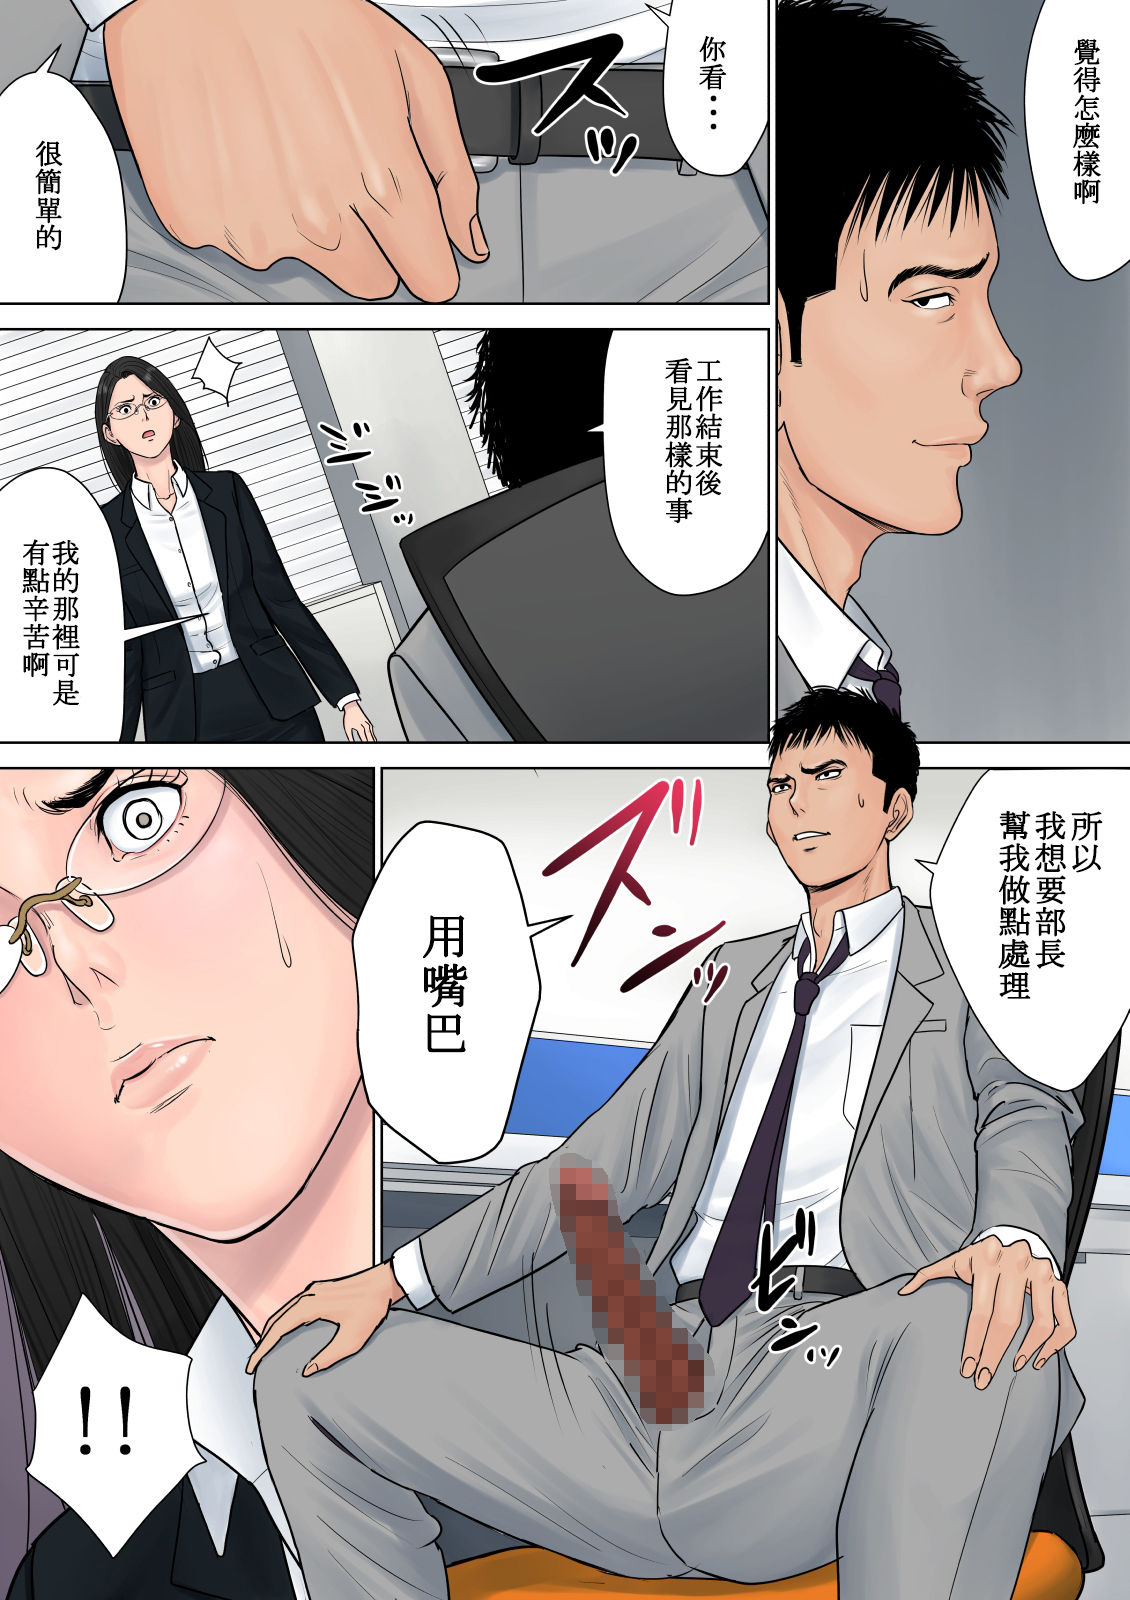 覺得怎麼樣啊
你看…
スッ
很簡單的
工作結束後
看見那樣的事
ジジッ
我的那裡可是
有點辛苦啊
所以
我想要部長
幫我做點處理
ズンッ
用嘴巴
ビンッ
!!